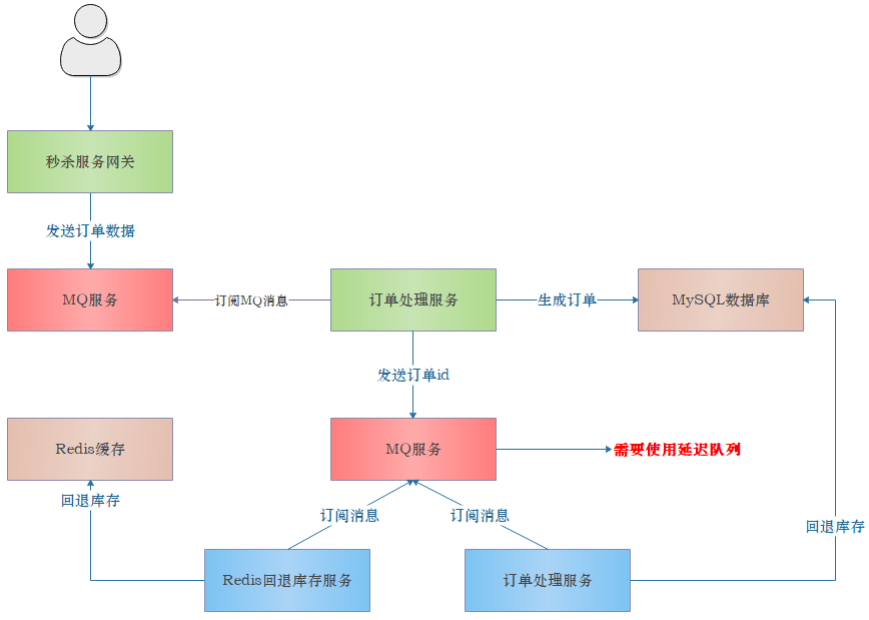 秒杀服务网关
发送订单数据
MQ服务
订阅MQ消息
订单处理服务
生成订单
MySQL数据库
发送订单id
Redis缓存
MQ服务
需要使用延迟队列
回退库存
订阅消息
订阅消息
回退库存
Redis回退库存服务
订单处理服务